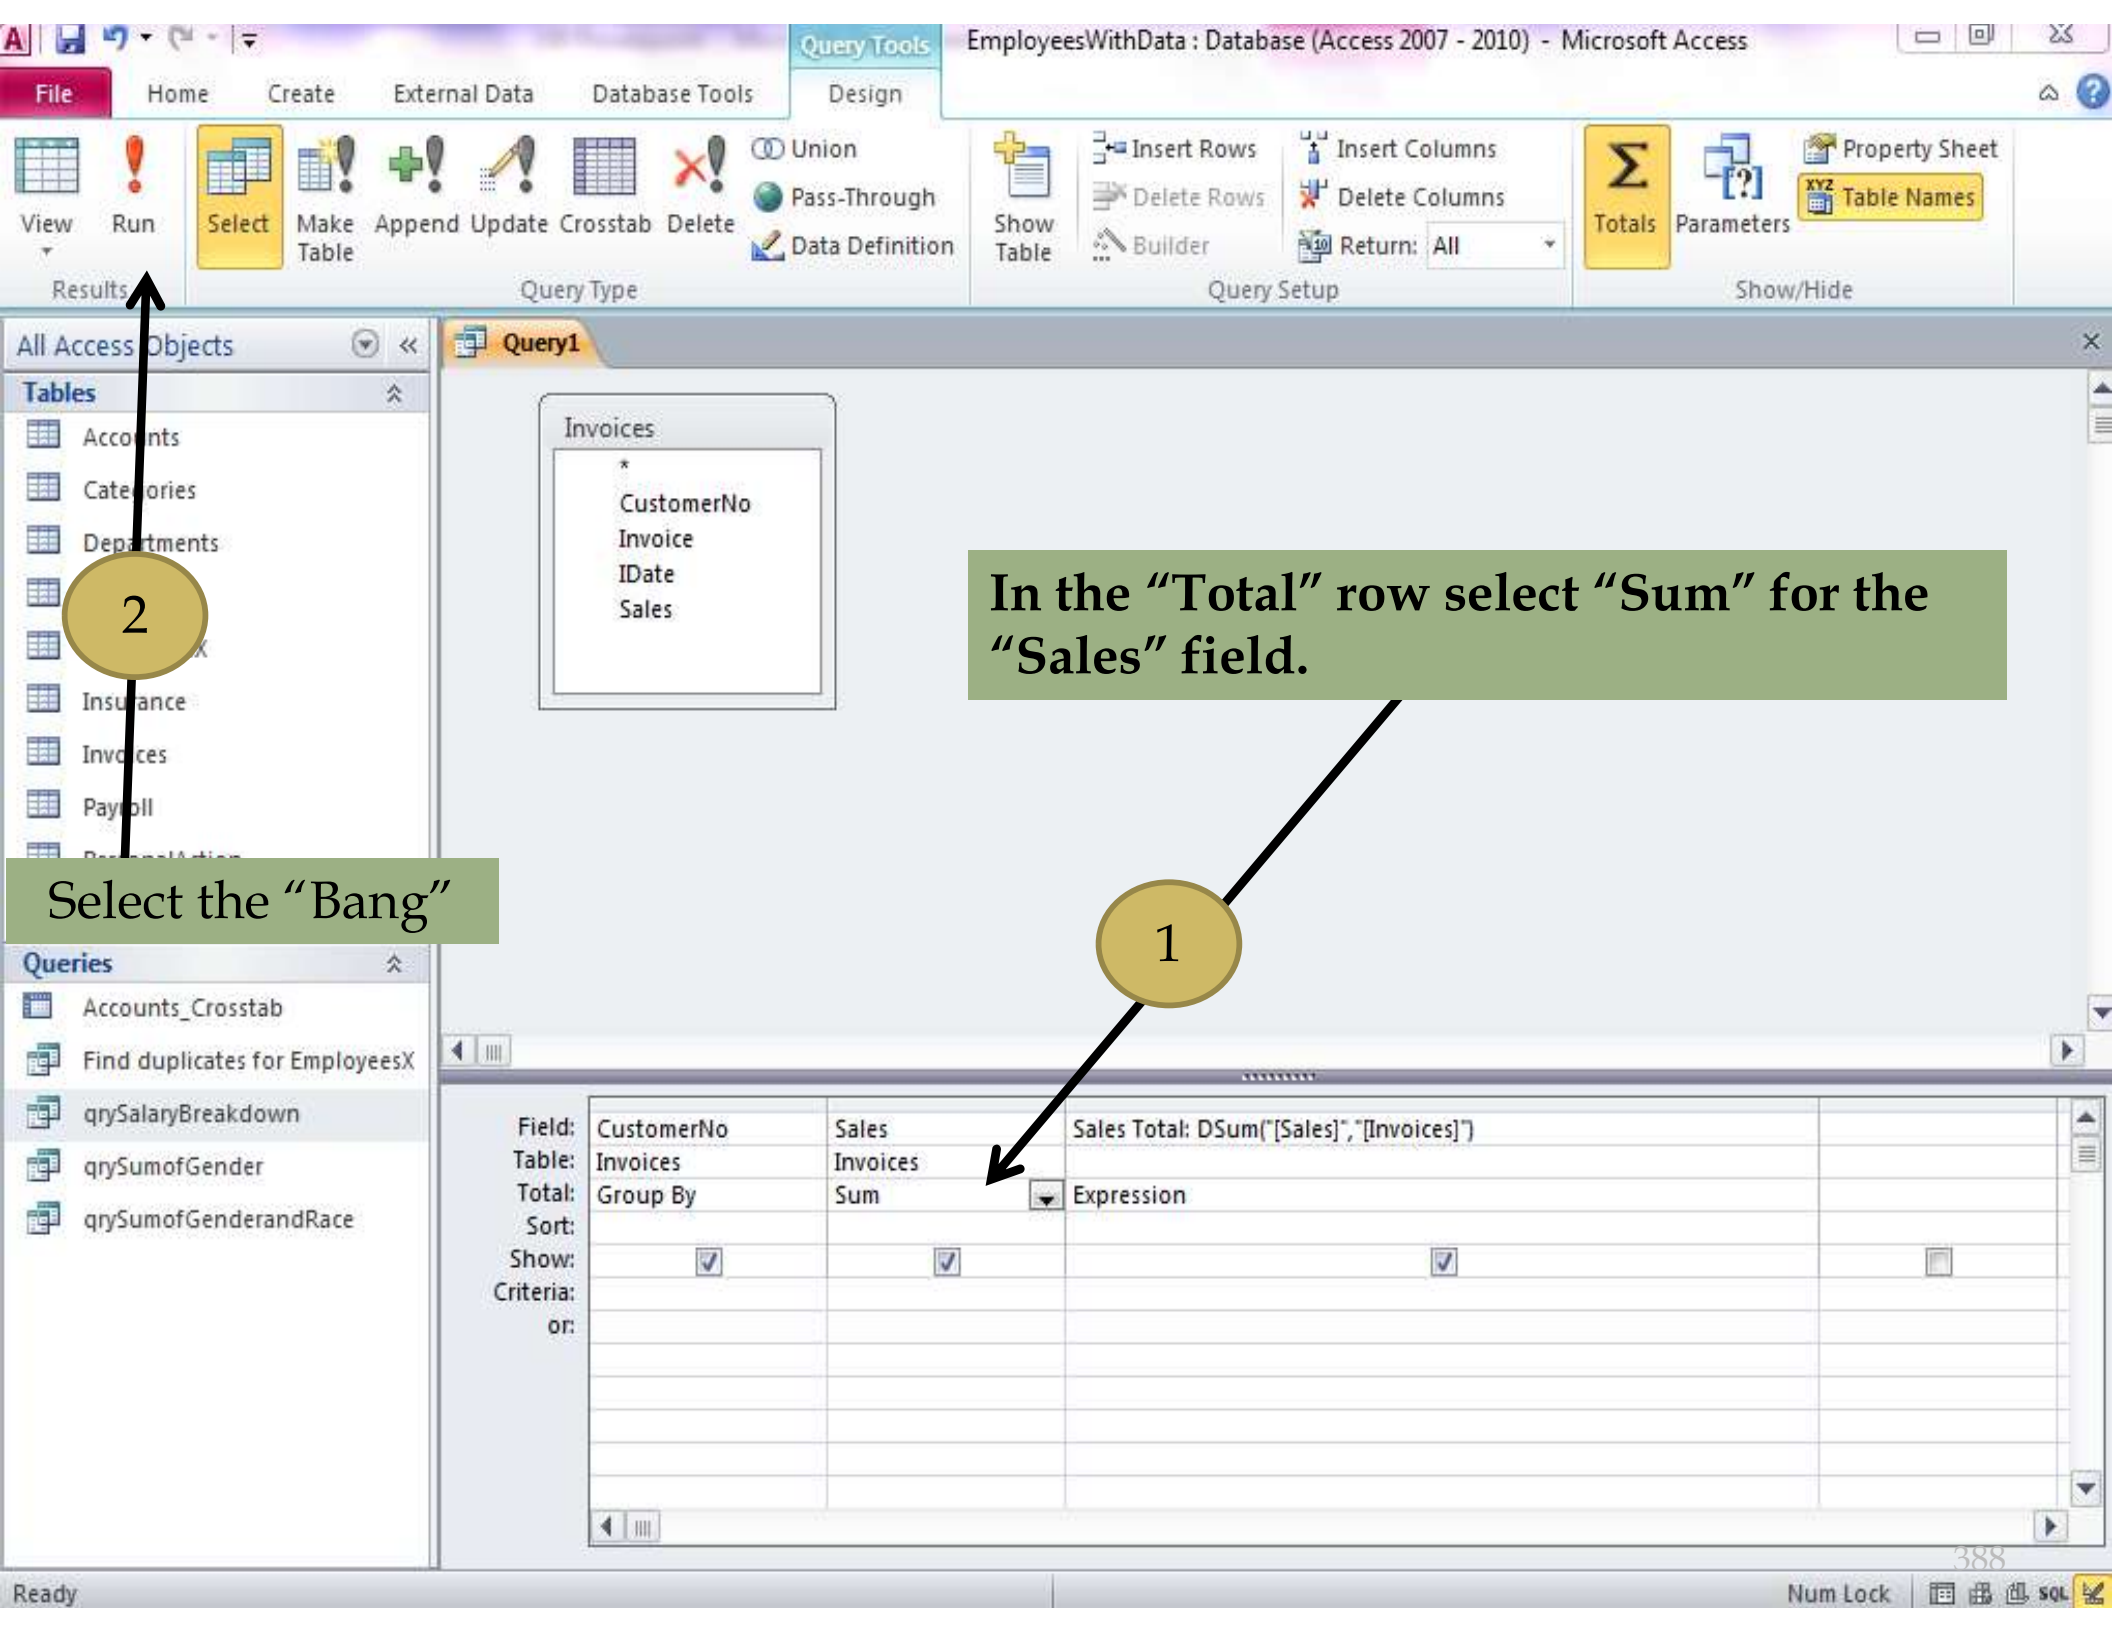 A
Query Tools
EmployeesWithData : Database (Access 2007 - 2010) - Microsoft Access
File Home Create External Data Database Tools Design
View
Run
Select
Make Table
Append
Update
Crosstab
Delete
Union
Pass-Through
Data Definition
Show Table
Insert Rows
Delete Rows
Builder
Insert Columns
Delete Columns
Return: All
Totals
Parameters
Property Sheet
Table Names
Results
Query Type
Query Setup
Show/Hide
All Access Objects
Query1
Tables
Accounts
Categories
Departments
X
Insurance
Invoices
Payroll
2
Select the “Bang”
Queries
Accounts_Crosstab
Find duplicates for EmployeesX
qrySalaryBreakdown
qrySumofGender
qrySumofGenderandRace
Invoices
*
CustomerNo
Invoice
IDate
Sales
In the “Total” row select “Sum” for the
“Sales” field.
1
Field: CustomerNo Sales Sales Total: DSum("[Sales]","[Invoices]")
Table: Invoices Invoices
Total: Group By Sum Expression
Sort:
Show:
Criteria:
or:
388
Ready
Num Lock
SQL